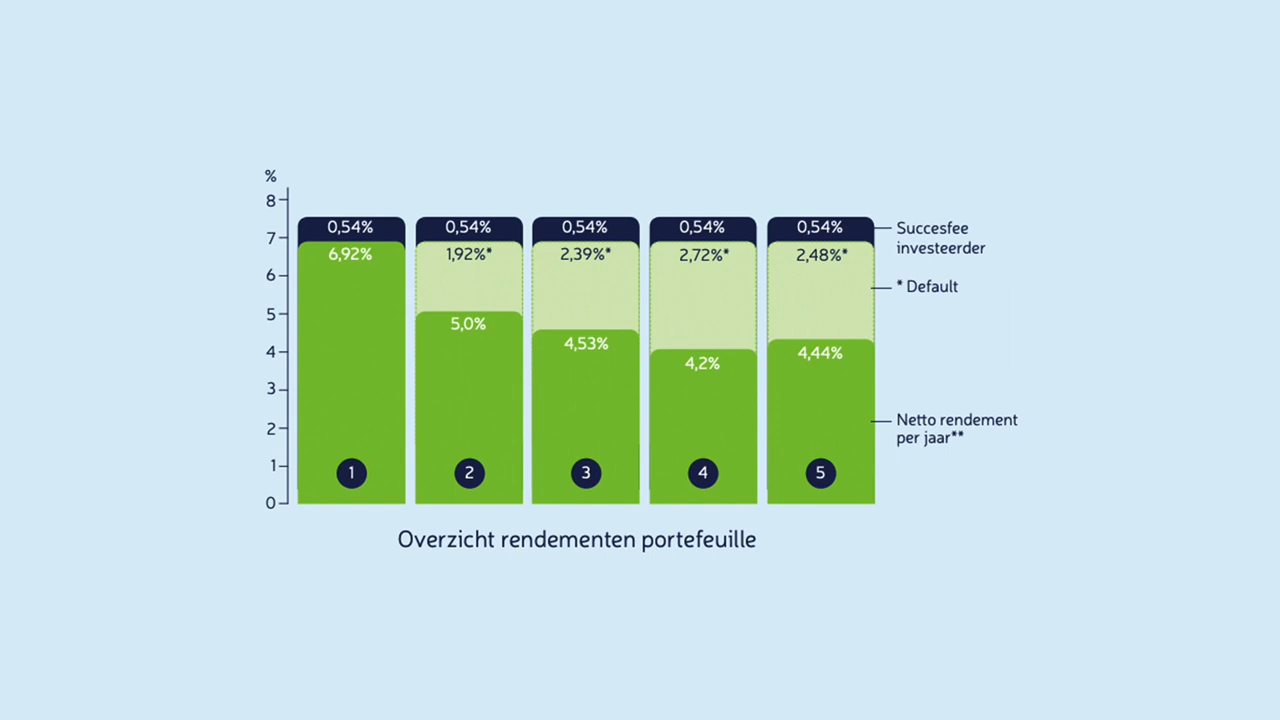 %
8
7
6
5
4
3
2
1
0
0,54% 0,54% 0,54% 0,54% 0,54%
6,92% 1,92%* 2,39%* 2,72%* 2,48%*
5,0% 4,53% 4,2% 4,44%
1 2 3 4 5
Succesfee
investeerder
* Default
Netto rendement
per jaar**
Overzicht rendementen portefeuille